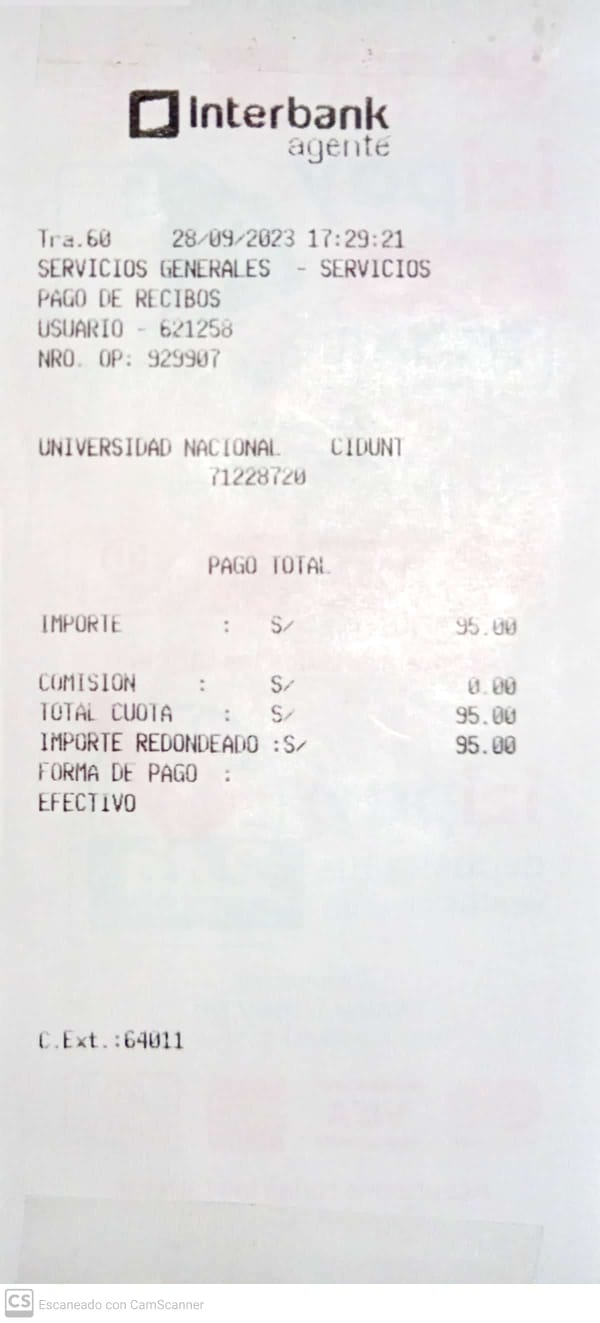 Interbank
agente
Tra.60 28/09/2023 17:29:21
SERVICIOS GENERALES - SERVICIOS
PAGO DE RECIBOS
USUARIO - 621258
NRO. OP: 929907
UNIVERSIDAD NACIONAL CIDUNT
71228720
PAGO TOTAL
IMPORTE : S/ 95.00
COMISION : S/ 0.00
TOTAL CUOTA : S/ 95.00
IMPORTE REDONDEADO :S/ 95.00
FORMA DE PAGO :
EFECTIVO
C.Ext.:64011
CS Escaneado con CamScanner